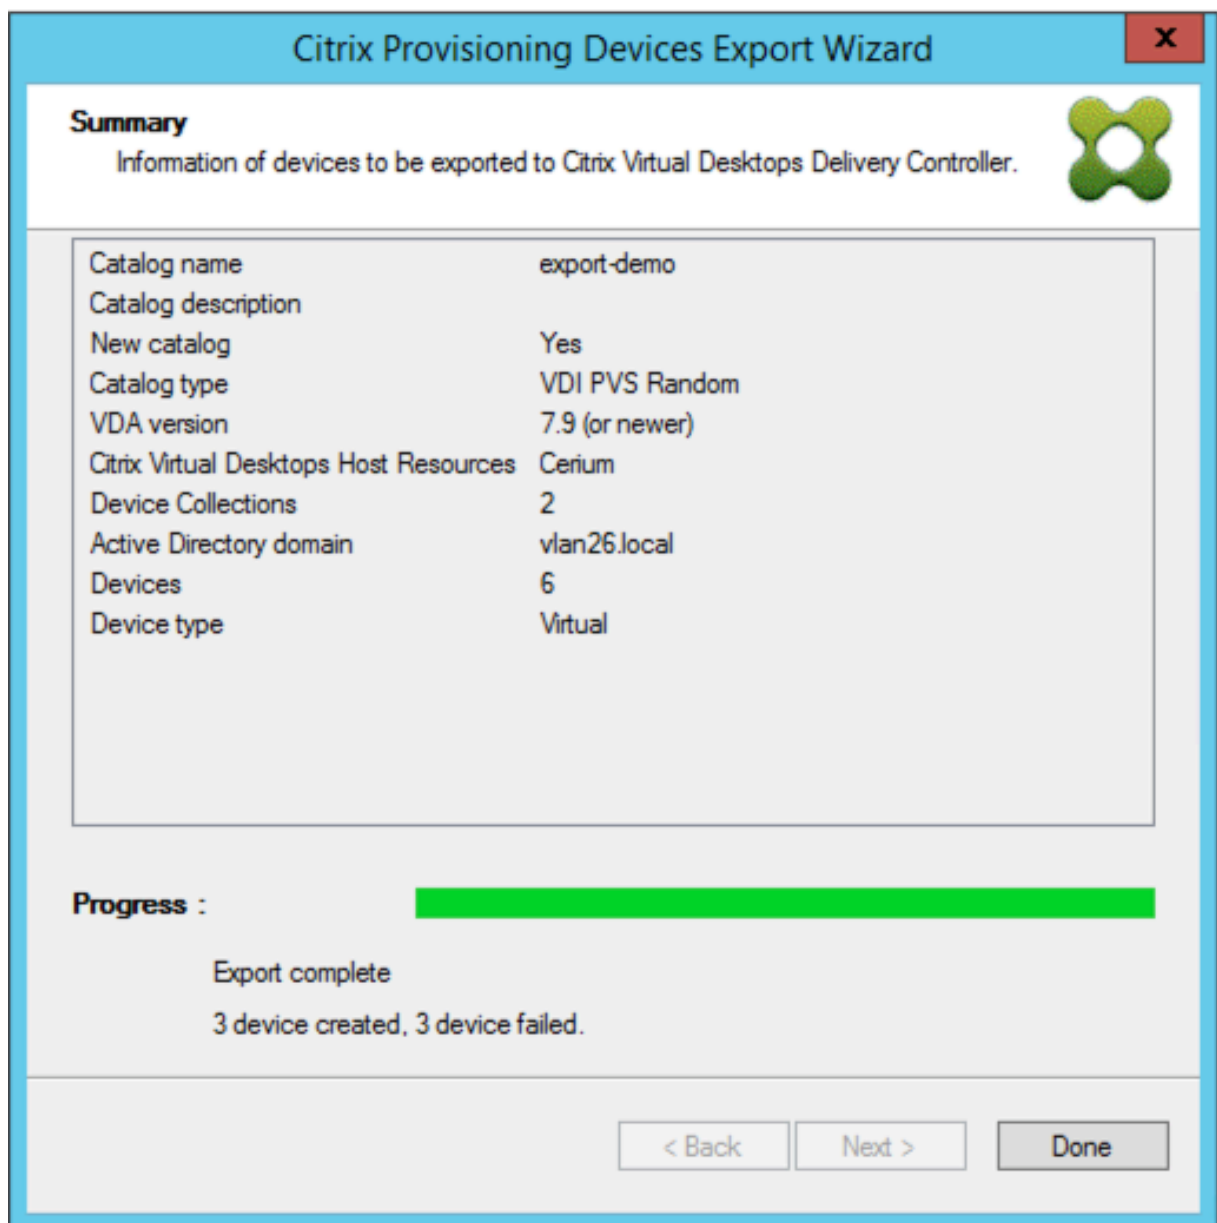 Citrix Provisioning Devices Export Wizard
x
Summary
Information of devices to be exported to Citrix Virtual Desktops Delivery Controller.
Catalog name export-demo
Catalog description
New catalog Yes
Catalog type VDI PVS Random
VDA version 7.9 (or newer)
Citrix Virtual Desktops Host Resources Cerium
Device Collections 2
Active Directory domain vlan26.local
Devices 6
Device type Virtual
Progress :
Export complete
3 device created, 3 device failed.
< Back Next > Done